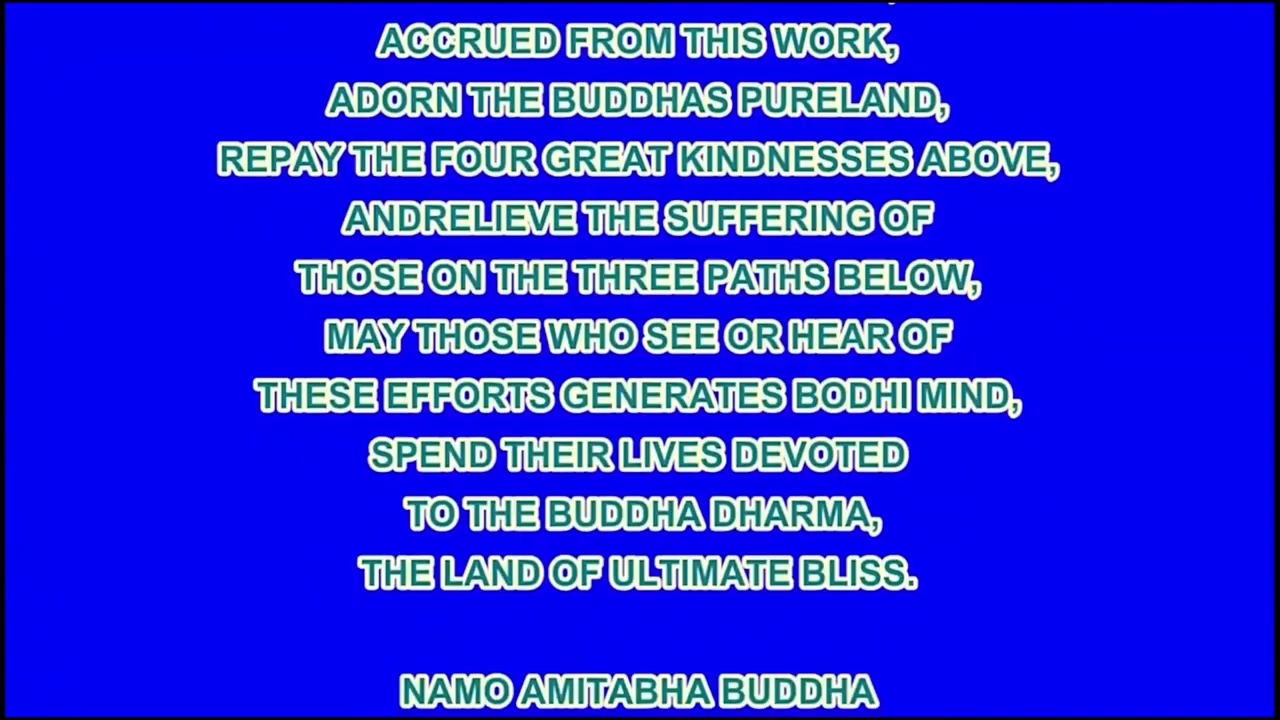 ACCRUED FROM THIS WORK,
ADORN THE BUDDHAS PURELAND,
REPAY THE FOUR GREAT KINDNESSES ABOVE,
ANDRELIEVE THE SUFFERING OF
THOSE ON THE THREE PATHS BELOW,
MAY THOSE WHO SEE OR HEAR OF
THESE EFFORTS GENERATES BODHI MIND,
SPEND THEIR LIVES DEVOTED
TO THE BUDDHA DHARMA,
THE LAND OF ULTIMATE BLISS.
NAMO AMITABHA BUDDHA